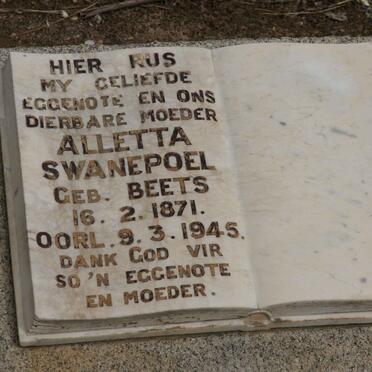 HIER RUS
MY GELIEFDE
EGGENOTE EN ONS
DIERBARE MOEDER
ALLETTA
SWANEPOEL
GEB. BEETS
16. 2. 1871.
OORL. 9.3.1945.
DANK GOD VIR
SO'N EGGENOTE
EN MOEDER.